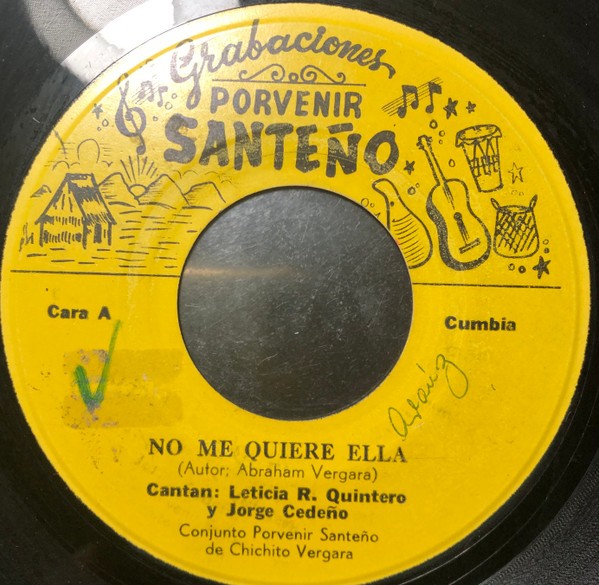 Grabaciones
PORVENIR
SANTEÑO
Cara A
Cumbia
Araúz
NO ME QUIERE ELLA
(Autor: Abraham Vergara)
Cantan: Leticia R. Quintero
y Jorge Cedeño
Conjunto Porvenir Santeño
de Chichito Vergara